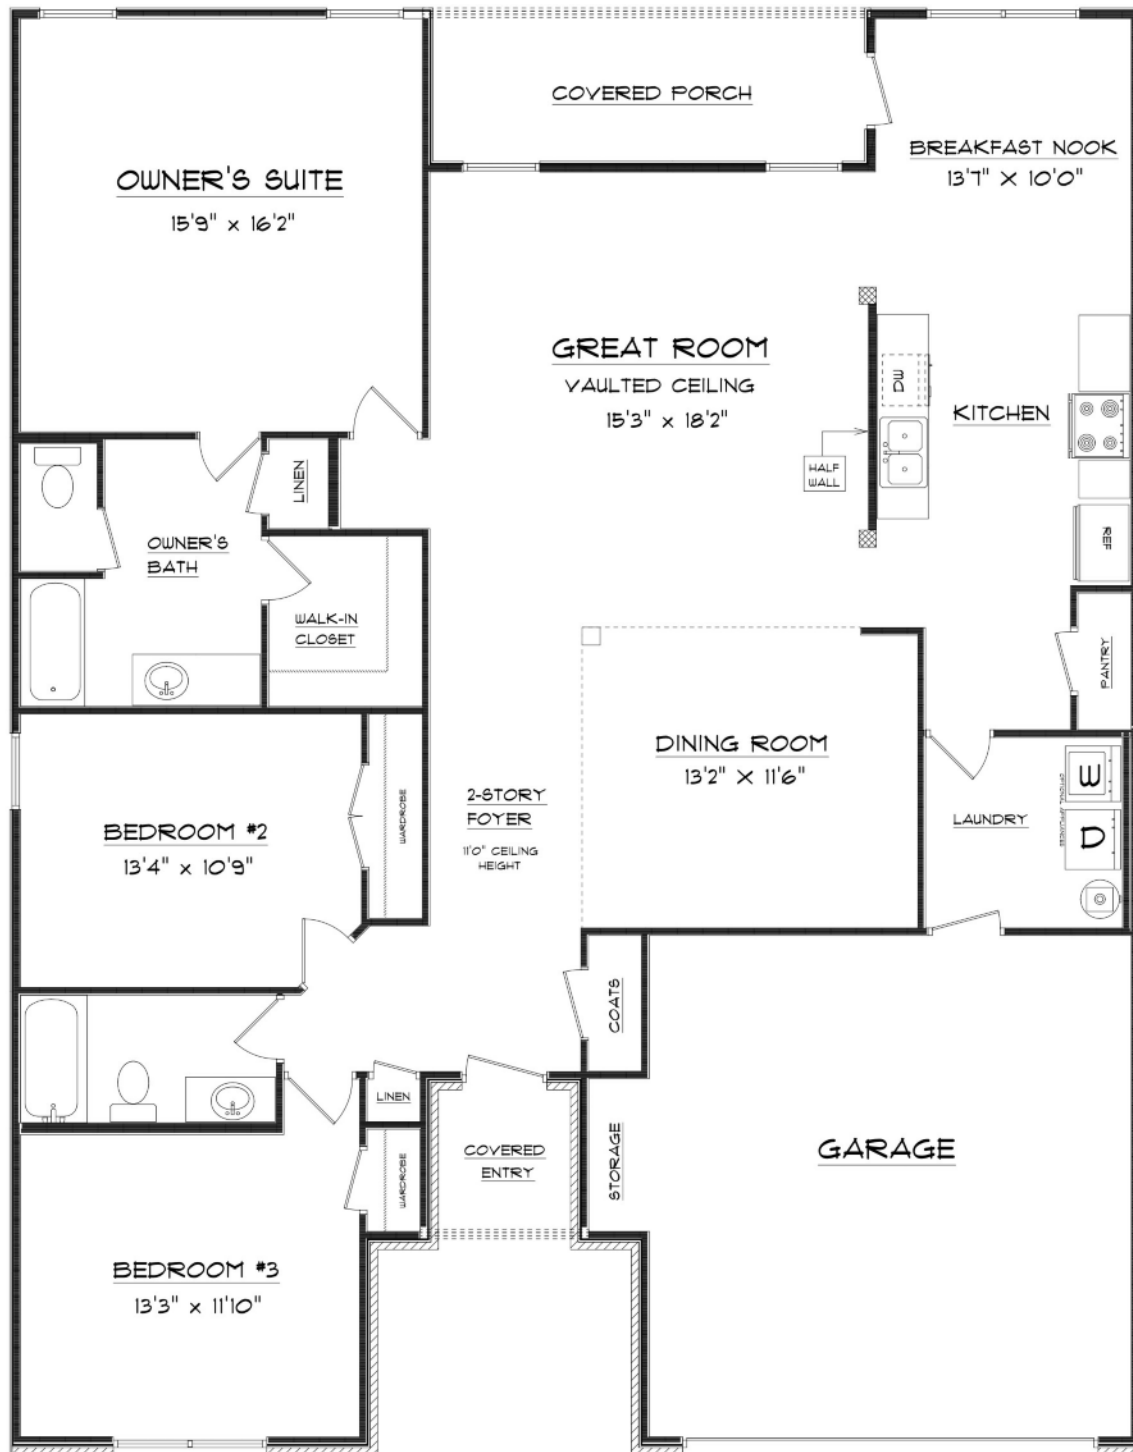 COVERED PORCH
BREAKFAST NOOK
13'7" X 10'0"
OWNER'S SUITE
15'9" x 16'2"
GREAT ROOM
VAULTED CEILING
15'3" x 18'2"
DW
KITCHEN
HALF
WALL
LINEN
REF
OWNER'S
BATH
WALK-IN
CLOSET
PANTRY
DINING ROOM
13'2" X 11'6"
W
OPTIONAL APPLIANCES
D
LAUNDRY
2-STORY
FOYER
11'0" CEILING
HEIGHT
BEDROOM #2
13'4" x 10'9"
WARDROBE
COATS
LINEN
COVERED
ENTRY
STORAGE
GARAGE
WARDROBE
BEDROOM #3
13'3" x 11'10"